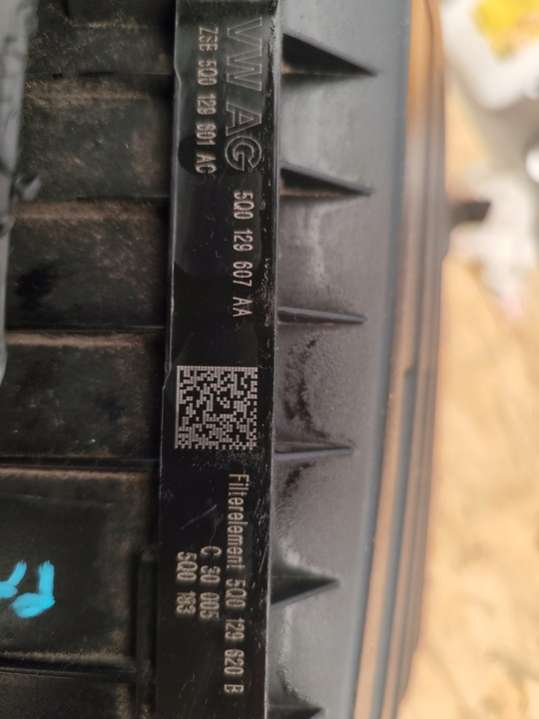 VW AG
ZSB 5Q0 129 601 AC
5Q0 129 607 AA
Filterelement 5Q0 129 620 B
C 30 005
5Q0 183